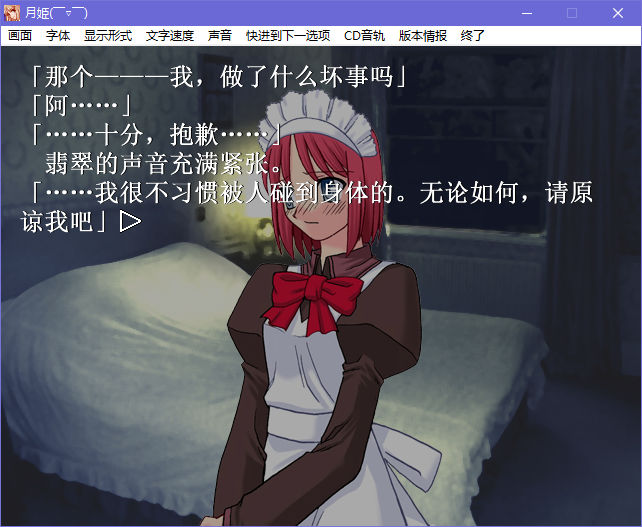 月姫(￣▽￣)
画面 字体 显示形式 文字速度 声音 快进到下一选项 CD音轨 版本情报 终了
「那个———我，做了什么坏事吗」
「阿……」
「……十分，抱歉……」
翡翠的声音充满紧张。
「……我很不习惯被人碰到身体的。无论如何，请原
谅我吧」▷